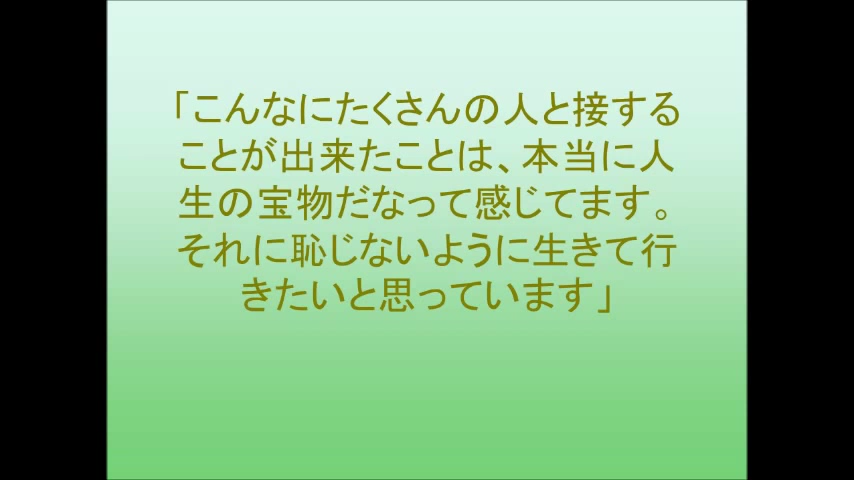 「こんなにたくさんの人と接する
ことが出来たことは、本当に人
生の宝物だなって感じてます。
それに恥じないように生きて行
きたいと思っています」